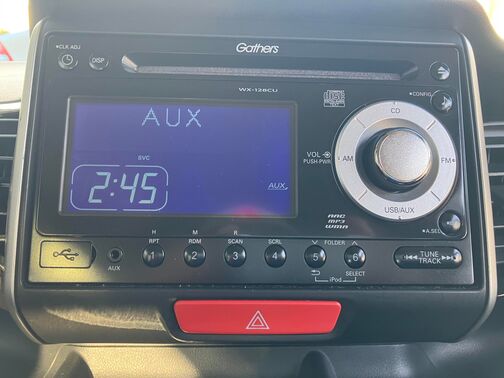 •CLK ADJ
DISP
Gathers
WX-128CU
•CONFIG
AUX
SVC
2:45
AUX
CD
VOL
PUSH-PWR
AM
FM
USB/AUX
AAC
MP3
WMA
•A.SEL
AUX
H
RPT
1
M
RDM
2
R
SCAN
3
SCRL
4
FOLDER
5
6
iPod
SELECT
TUNE
TRACK